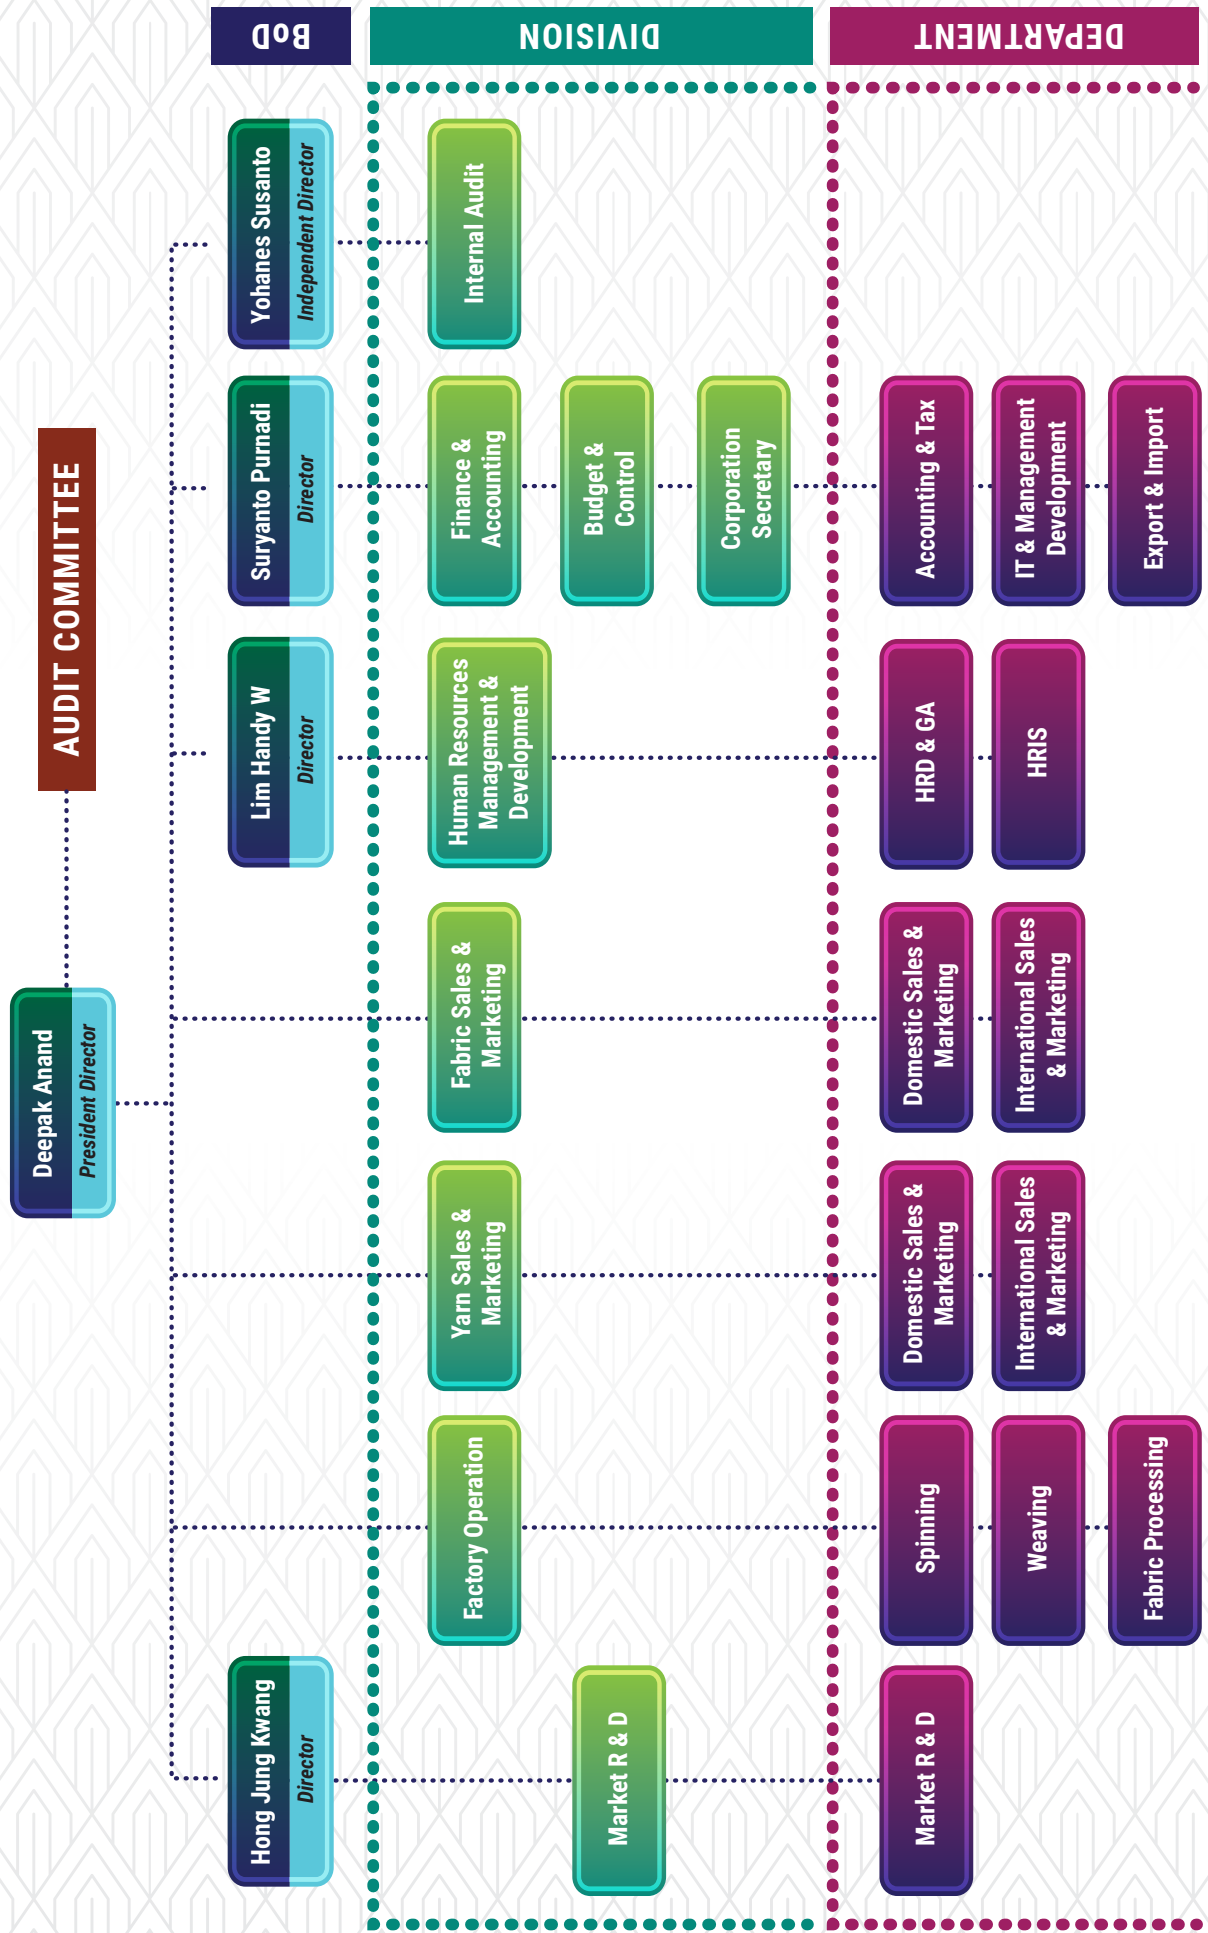 Deepak Anand
President Director
AUDIT COMMITTEE
BoD
Hong Jung Kwang
Director
Lim Handy W
Director
Suryanto Purnadi
Director
Yohanes Susanto
Independent Director
DIVISION
Market R & D
Factory Operation
Yarn Sales &
Marketing
Fabric Sales &
Marketing
Human Resources
Management &
Development
Finance &
Accounting
Budget &
Control
Corporation
Secretary
Internal Audit
DEPARTMENT
Market R & D
Spinning
Weaving
Fabric Processing
Domestic Sales &
Marketing
International Sales
& Marketing
Domestic Sales &
Marketing
International Sales
& Marketing
HRD & GA
HRIS
Accounting & Tax
IT & Management
Development
Export & Import